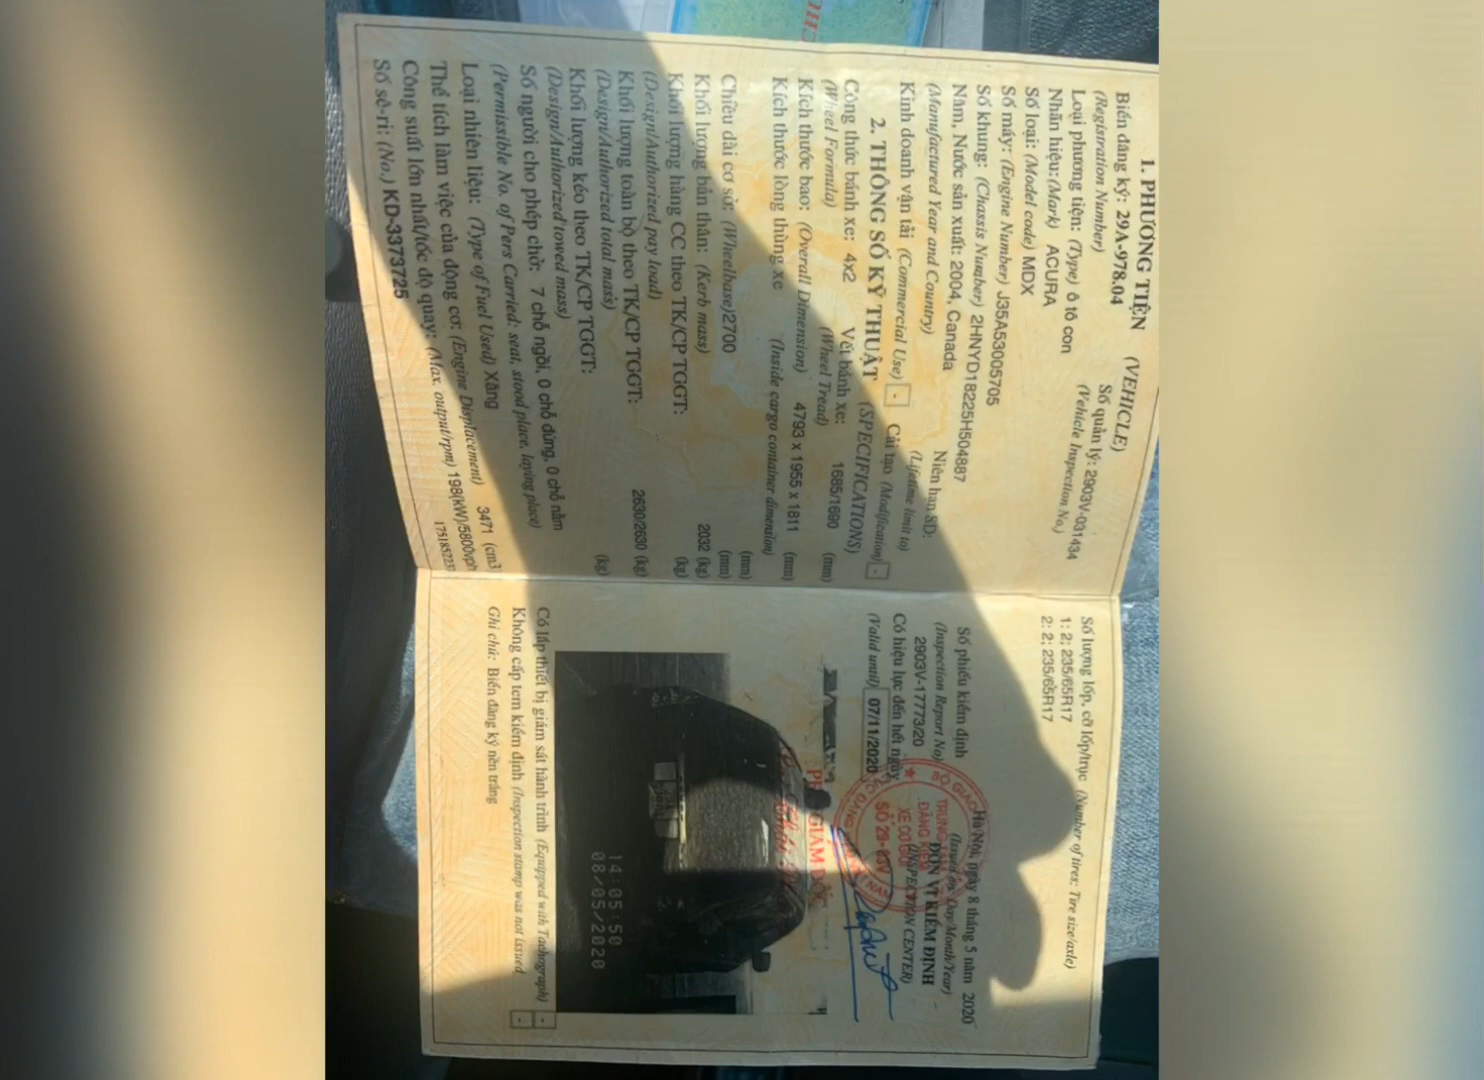 1. PHƯƠNG TIỆN (VEHICLE)
Biển đăng ký: 29A-978.04 Số quản lý: 2903V-031434
(Registration Number) (Vehicle Inspection No.)
Loại phương tiện: (Type) ô tô con
Nhãn hiệu: (Mark) ACURA
Số loại: (Model code) MDX
Số máy: (Engine Number) J35A53005705
Số khung: (Chassis Number) 2HNYD18225H504887
Năm, Nước sản xuất: 2004, Canada Niên hạn SD:
(Manufactured Year and Country) (Lifetime limit to)
Kinh doanh vận tải (Commercial Use) - Cải tạo (Modification) -
2. THÔNG SỐ KỸ THUẬT (SPECIFICATIONS)
Công thức bánh xe: 4x2 Vết bánh xe: 1685/1690 (mm)
(Wheel Formula) (Wheel Tread)
Kích thước bao: (Overall Dimension) 4793 x 1955 x 1811 (mm)
Kích thước lòng thùng xe (Inside cargo container dimension)
(mm)
Chiều dài cơ sở: (Wheelbase)2700 (mm)
Khối lượng bản thân: (Kerb mass) 2032 (kg)
Khối lượng hàng CC theo TK/CP TGGT: (kg)
(Design/Authorized pay load)
Khối lượng toàn bộ theo TK/CP TGGT: 2630/2630 (kg)
(Design/Authorized total mass)
Khối lượng kéo theo TK/CP TGGT: (kg)
(Design/Authorized towed mass)
Số người cho phép chở: 7 chỗ ngồi, 0 chỗ đứng, 0 chỗ nằm
(Permissible No. of Pers Carried: seat, stood place, laying place)
Loại nhiên liệu: (Type of Fuel Used) Xăng
Thể tích làm việc của động cơ: (Engine Displacement) 3471 (cm3
Công suất lớn nhất/tốc độ quay: (Max. output/rpm) 198(kW)/5800vph
Số sê-ri: (No.) KD-3373725
Số lượng lốp, cỡ lốp/trục (Number of tires: Tire size/axle)
1: 2; 235/65R17
2: 2; 235/65R17
Số phiếu kiểm định
(Inspection Report No)
2903V-17773/20
Có hiệu lực đến hết ngày
(Valid until) 07/11/2020
Hà Nội, ngày 8 tháng 5 năm 2020
(Issued on: Day/Month/Year)
ĐƠN VỊ KIỂM ĐỊNH
(INSPECTION CENTER)
TRUNG TÂM
ĐĂNG KIỂM
XE CƠ GIỚI
SỐ 29-03V
GIÁM ĐỐC
14:05:50
08/05/2020
Có lắp thiết bị giám sát hành trình (Equipped with Tachograph) -
Không cấp tem kiểm định (Inspection stamp was not issued -
Ghi chú: Biển đăng ký nền trắng